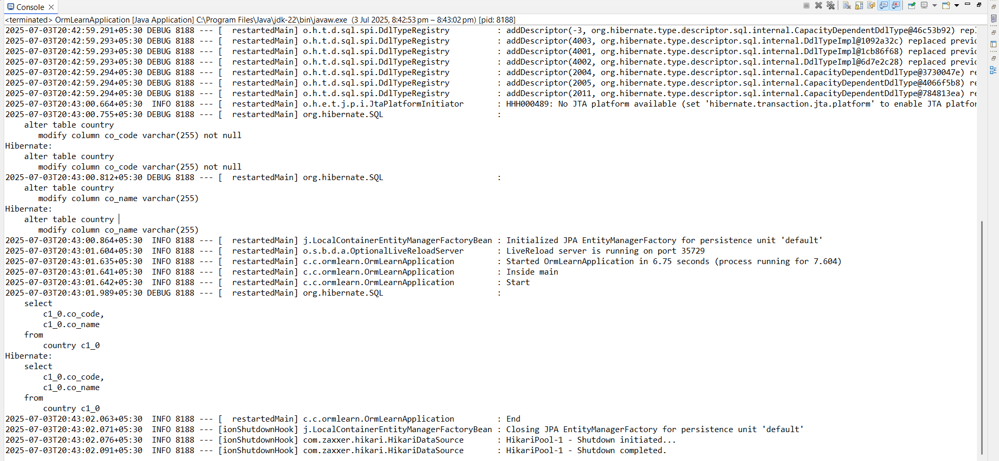 Console
<terminated> OrmLearnApplication [Java Application] C:\Program Files\Java\jdk-22\bin\javaw.exe (3 Jul 2025, 8:42:53 pm – 8:43:02 pm) [pid: 8188]
2025-07-03T20:42:59.291+05:30 DEBUG 8188 --- [  restartedMain] o.h.t.d.sql.spi.DdlTypeRegistry          : addDescriptor(-3, org.hibernate.type.descriptor.sql.internal.CapacityDependentDdlType@46c53b92) repl
2025-07-03T20:42:59.293+05:30 DEBUG 8188 --- [  restartedMain] o.h.t.d.sql.spi.DdlTypeRegistry          : addDescriptor(4003, org.hibernate.type.descriptor.sql.internal.DdlTypeImpl@1092a32c) replaced previo
2025-07-03T20:42:59.293+05:30 DEBUG 8188 --- [  restartedMain] o.h.t.d.sql.spi.DdlTypeRegistry          : addDescriptor(4001, org.hibernate.type.descriptor.sql.internal.DdlTypeImpl@1cb86f68) replaced previo
2025-07-03T20:42:59.293+05:30 DEBUG 8188 --- [  restartedMain] o.h.t.d.sql.spi.DdlTypeRegistry          : addDescriptor(4002, org.hibernate.type.descriptor.sql.internal.DdlTypeImpl@6d7e2c28) replaced previo
2025-07-03T20:42:59.294+05:30 DEBUG 8188 --- [  restartedMain] o.h.t.d.sql.spi.DdlTypeRegistry          : addDescriptor(2004, org.hibernate.type.descriptor.sql.internal.CapacityDependentDdlType@3730047e) re
2025-07-03T20:42:59.294+05:30 DEBUG 8188 --- [  restartedMain] o.h.t.d.sql.spi.DdlTypeRegistry          : addDescriptor(2005, org.hibernate.type.descriptor.sql.internal.CapacityDependentDdlType@4066f5b8) re
2025-07-03T20:42:59.294+05:30 DEBUG 8188 --- [  restartedMain] o.h.t.d.sql.spi.DdlTypeRegistry          : addDescriptor(2011, org.hibernate.type.descriptor.sql.internal.CapacityDependentDdlType@784813ea) re
2025-07-03T20:43:00.664+05:30  INFO 8188 --- [  restartedMain] o.h.e.t.j.p.i.JtaPlatformInitiator       : HHH000489: No JTA platform available (set 'hibernate.transaction.jta.platform' to enable JTA platfor
2025-07-03T20:43:00.755+05:30 DEBUG 8188 --- [  restartedMain] org.hibernate.SQL                        :
    alter table country
       modify column co_code varchar(255) not null
Hibernate:
    alter table country
       modify column co_code varchar(255) not null
2025-07-03T20:43:00.812+05:30 DEBUG 8188 --- [  restartedMain] org.hibernate.SQL                        :
    alter table country
       modify column co_name varchar(255)
Hibernate:
    alter table country
       modify column co_name varchar(255)
2025-07-03T20:43:00.864+05:30  INFO 8188 --- [  restartedMain] j.LocalContainerEntityManagerFactoryBean : Initialized JPA EntityManagerFactory for persistence unit 'default'
2025-07-03T20:43:01.604+05:30  INFO 8188 --- [  restartedMain] o.s.b.d.a.OptionalLiveReloadServer       : LiveReload server is running on port 35729
2025-07-03T20:43:01.635+05:30  INFO 8188 --- [  restartedMain] c.c.ormlearn.OrmLearnApplication         : Started OrmLearnApplication in 6.75 seconds (process running for 7.604)
2025-07-03T20:43:01.641+05:30  INFO 8188 --- [  restartedMain] c.c.ormlearn.OrmLearnApplication         : Inside main
2025-07-03T20:43:01.642+05:30  INFO 8188 --- [  restartedMain] c.c.ormlearn.OrmLearnApplication         : Start
2025-07-03T20:43:01.989+05:30 DEBUG 8188 --- [  restartedMain] org.hibernate.SQL                        :
    select
        c1_0.co_code,
        c1_0.co_name
    from
        country c1_0
Hibernate:
    select
        c1_0.co_code,
        c1_0.co_name
    from
        country c1_0
2025-07-03T20:43:02.063+05:30  INFO 8188 --- [  restartedMain] c.c.ormlearn.OrmLearnApplication         : End
2025-07-03T20:43:02.071+05:30  INFO 8188 --- [ionShutdownHook] j.LocalContainerEntityManagerFactoryBean : Closing JPA EntityManagerFactory for persistence unit 'default'
2025-07-03T20:43:02.076+05:30  INFO 8188 --- [ionShutdownHook] com.zaxxer.hikari.HikariDataSource       : HikariPool-1 - Shutdown initiated...
2025-07-03T20:43:02.091+05:30  INFO 8188 --- [ionShutdownHook] com.zaxxer.hikari.HikariDataSource       : HikariPool-1 - Shutdown completed.